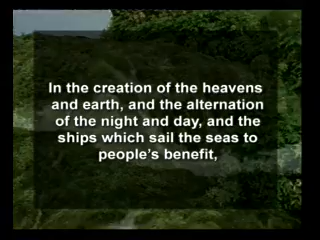 In the creation of the heavens
and earth, and the alternation
of the night and day, and the
ships which sail the seas to
people's benefit,